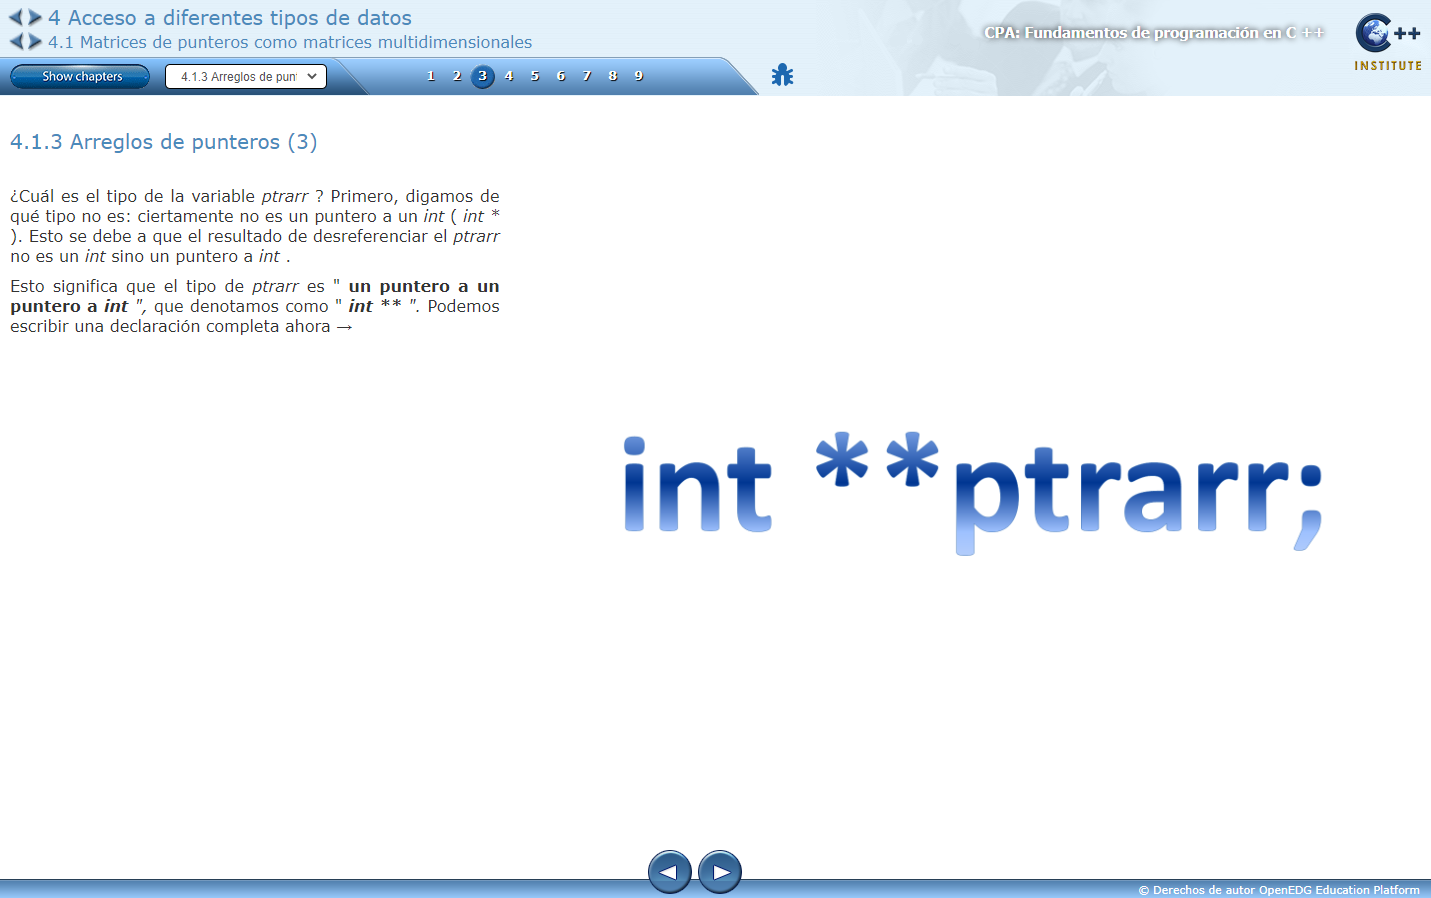 4 Acceso a diferentes tipos de datos
4.1 Matrices de punteros como matrices multidimensionales
CPA: Fundamentos de programación en C ++
C++
INSTITUTE
Show chapters
4.1.3 Arreglos de punt
1 2 3 4 5 6 7 8 9
4.1.3 Arreglos de punteros (3)
¿Cuál es el tipo de la variable ptrarr ? Primero, digamos de
qué tipo no es: ciertamente no es un puntero a un int ( int *
). Esto se debe a que el resultado de desreferenciar el ptrarr
no es un int sino un puntero a int .
Esto significa que el tipo de ptrarr es " un puntero a un
puntero a int ", que denotamos como " int ** ". Podemos
escribir una declaración completa ahora →
int **ptrarr;
© Derechos de autor OpenEDG Education Platform